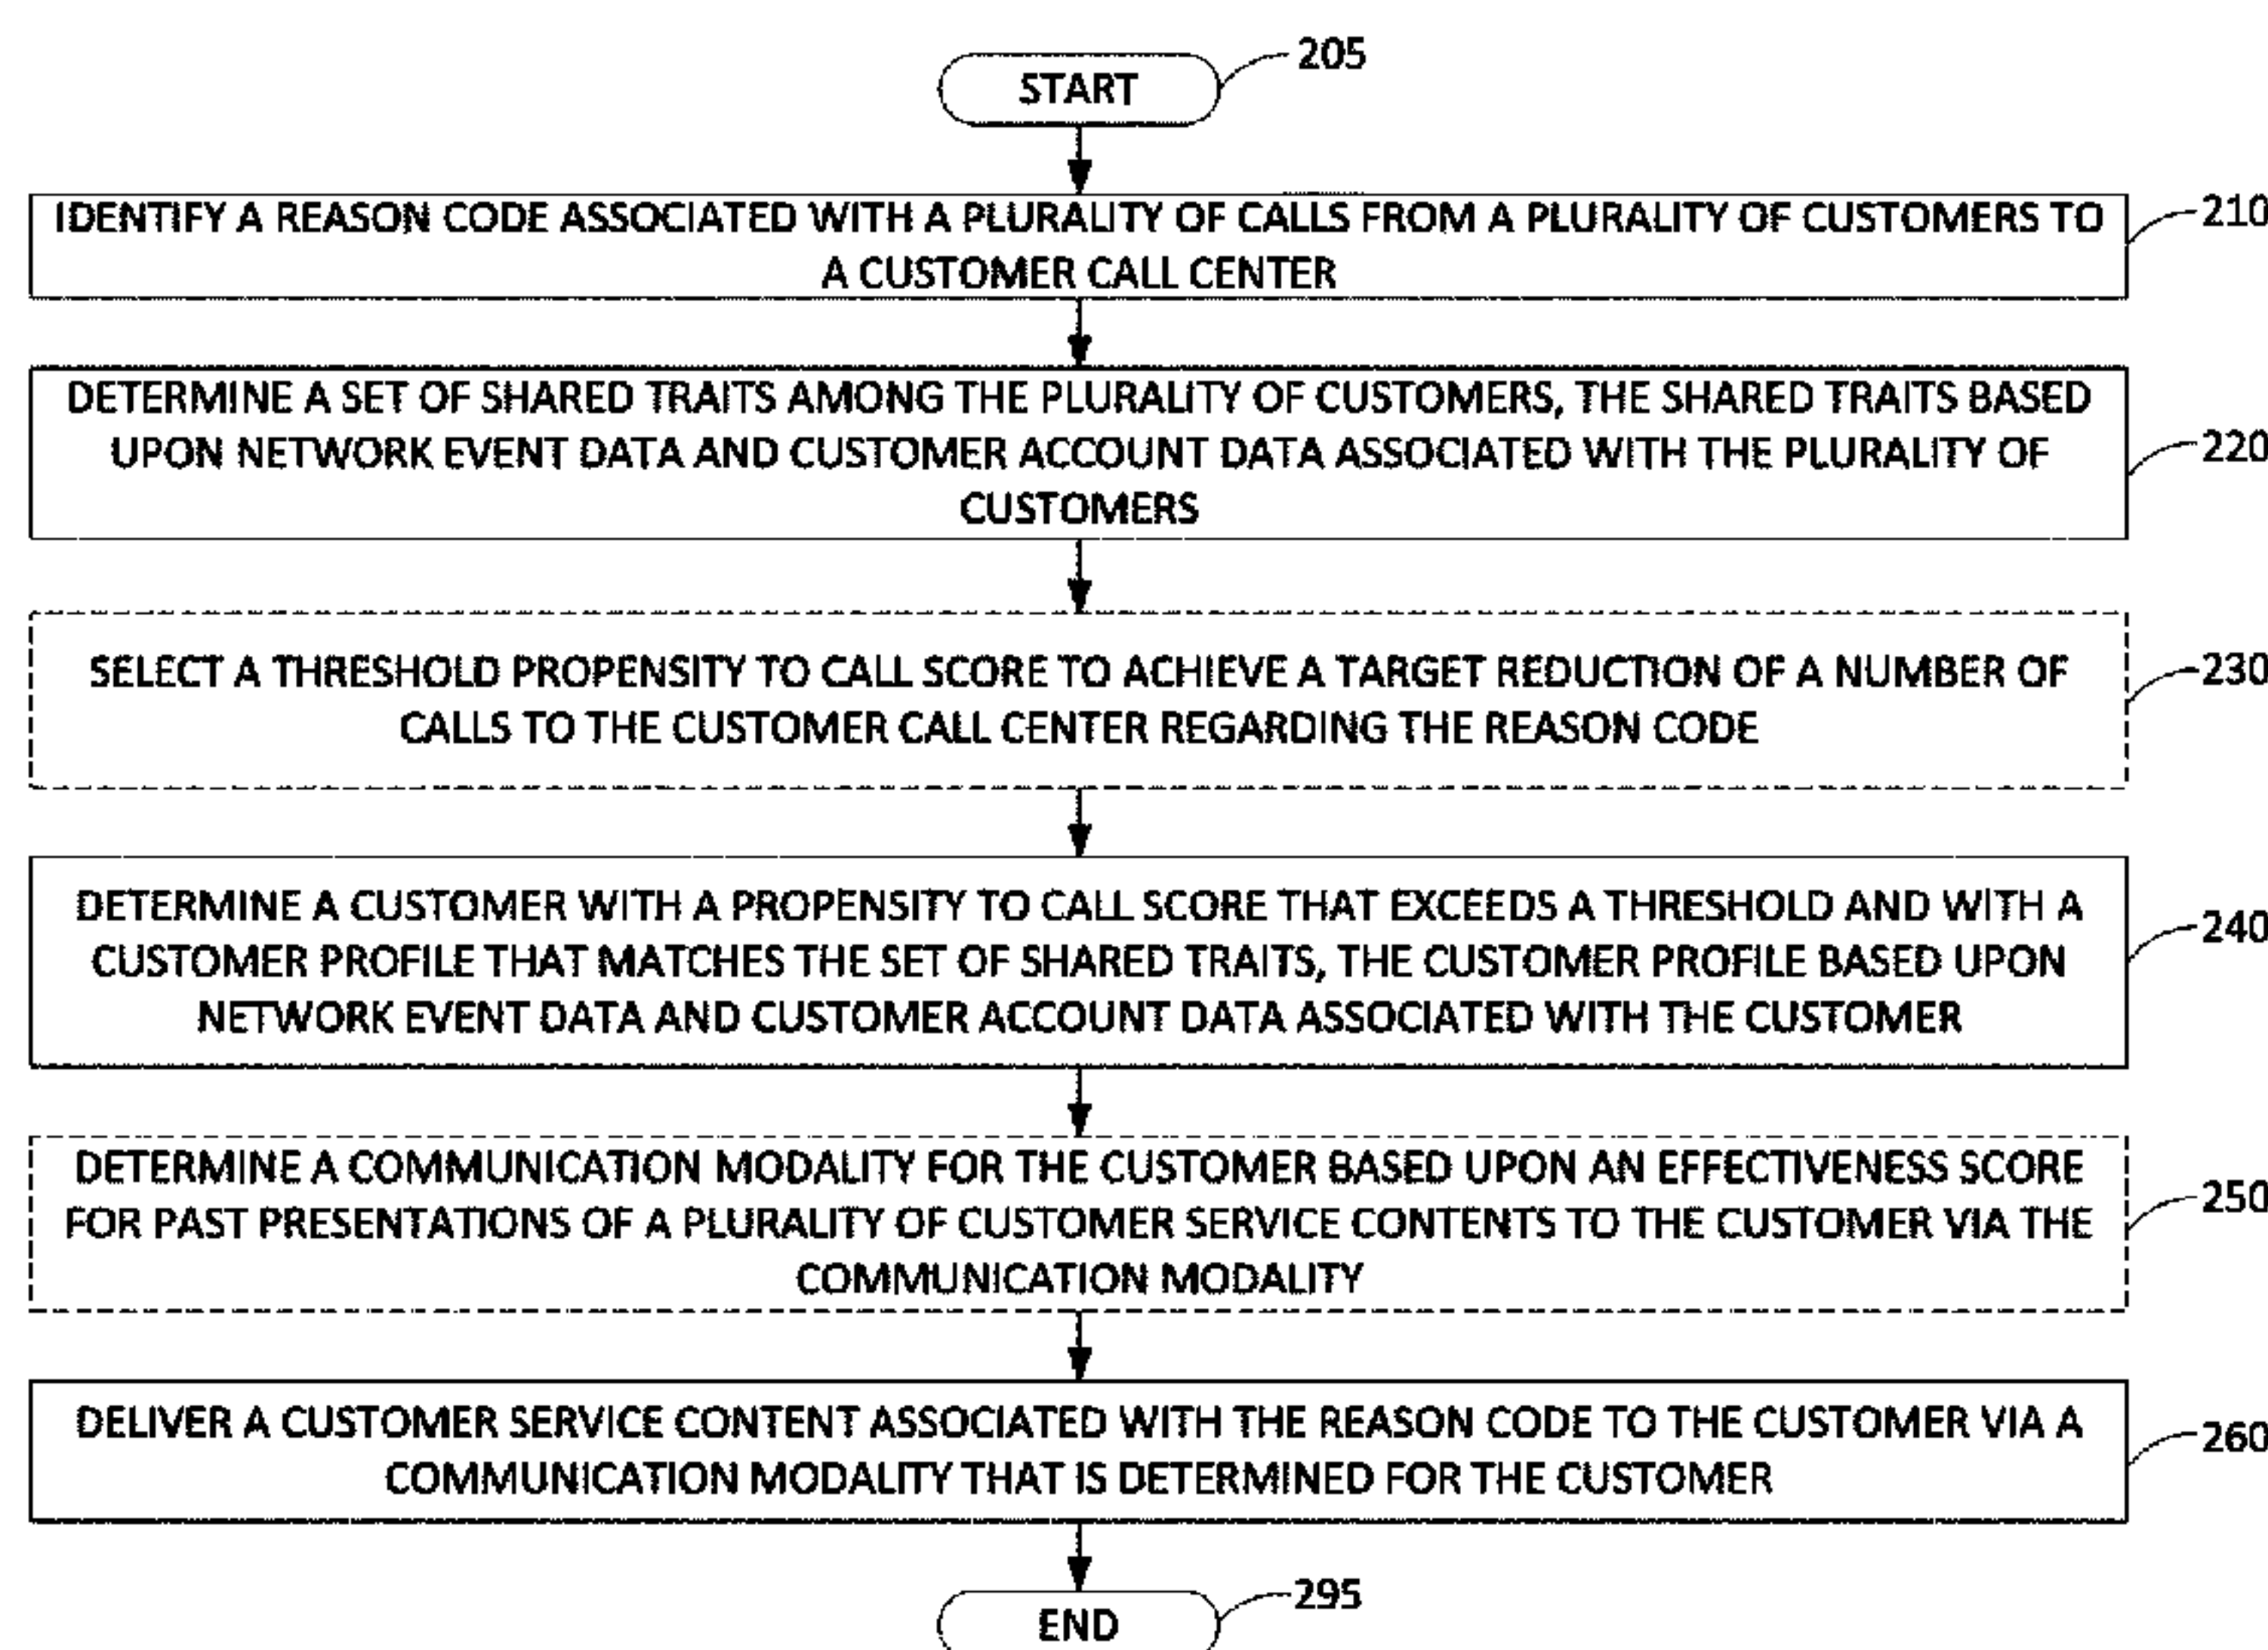 START
205
IDENTIFY A REASON CODE ASSOCIATED WITH A PLURALITY OF CALLS FROM A PLURALITY OF CUSTOMERS TO
A CUSTOMER CALL CENTER
210
DETERMINE A SET OF SHARED TRAITS AMONG THE PLURALITY OF CUSTOMERS, THE SHARED TRAITS BASED
UPON NETWORK EVENT DATA AND CUSTOMER ACCOUNT DATA ASSOCIATED WITH THE PLURALITY OF
CUSTOMERS
220
SELECT A THRESHOLD PROPENSITY TO CALL SCORE TO ACHIEVE A TARGET REDUCTION OF A NUMBER OF
CALLS TO THE CUSTOMER CALL CENTER REGARDING THE REASON CODE
230
DETERMINE A CUSTOMER WITH A PROPENSITY TO CALL SCORE THAT EXCEEDS A THRESHOLD AND WITH A
CUSTOMER PROFILE THAT MATCHES THE SET OF SHARED TRAITS, THE CUSTOMER PROFILE BASED UPON
NETWORK EVENT DATA AND CUSTOMER ACCOUNT DATA ASSOCIATED WITH THE CUSTOMER
240
DETERMINE A COMMUNICATION MODALITY FOR THE CUSTOMER BASED UPON AN EFFECTIVENESS SCORE
FOR PAST PRESENTATIONS OF A PLURALITY OF CUSTOMER SERVICE CONTENTS TO THE CUSTOMER VIA THE
COMMUNICATION MODALITY
250
DELIVER A CUSTOMER SERVICE CONTENT ASSOCIATED WITH THE REASON CODE TO THE CUSTOMER VIA A
COMMUNICATION MODALITY THAT IS DETERMINED FOR THE CUSTOMER
260
END
295